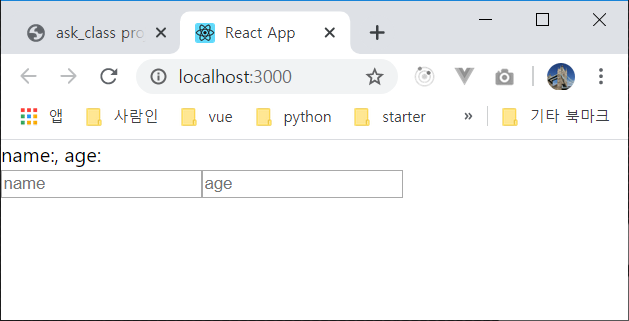 ask_class pro
React App
localhost:3000
앱
사람인
vue
python
starter
»
기타 북마크
name:, age:
name
age